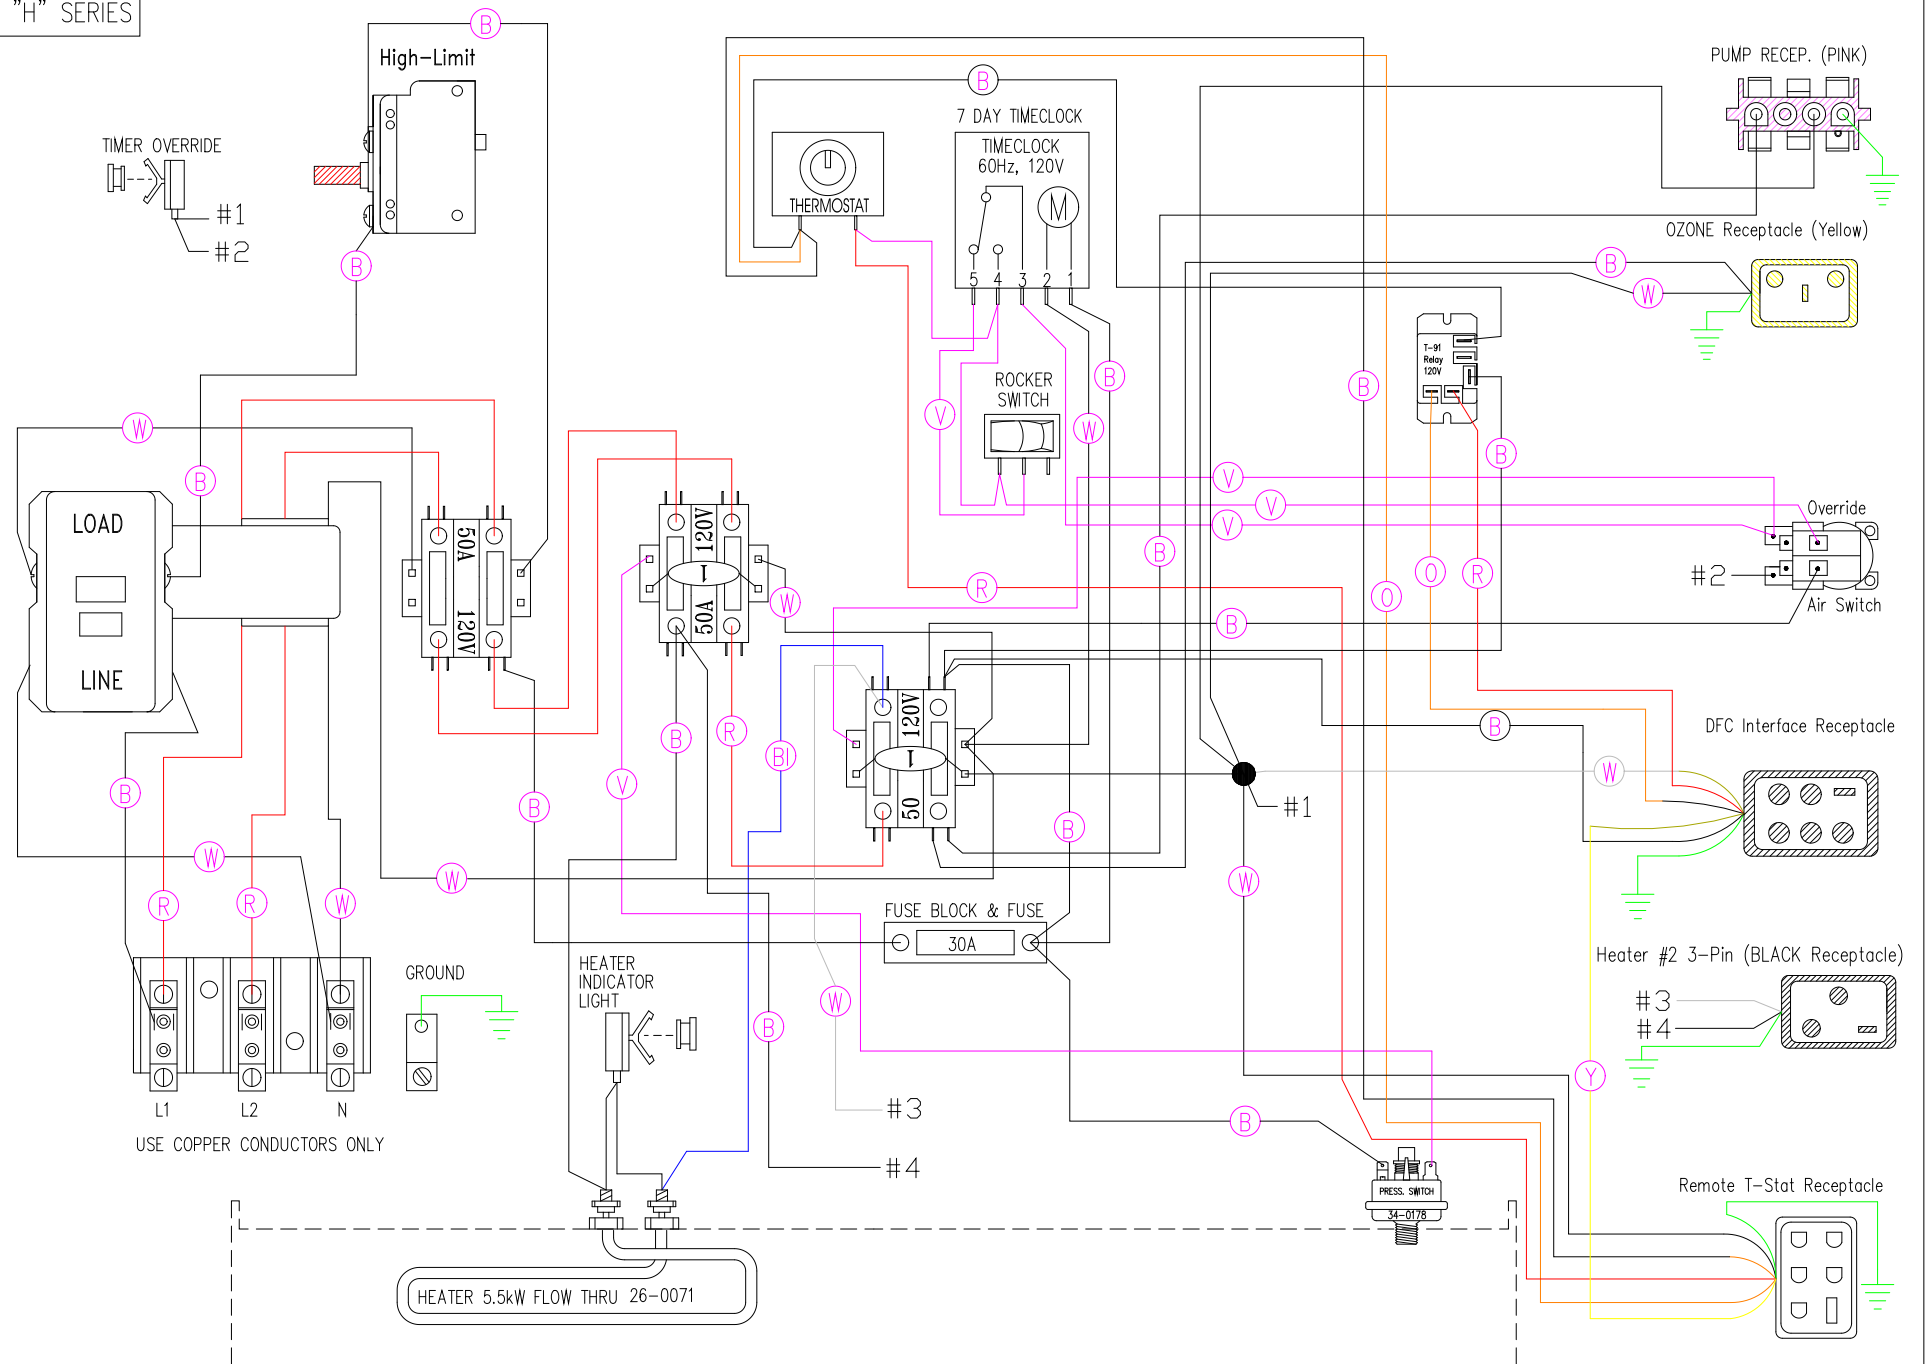 "H" SERIES
High-Limit
TIMER OVERRIDE
#1
#2
B
B
B
7 DAY TIMECLOCK
TIMECLOCK
60Hz, 120V
M
5 4 3 2 1
THERMOSTAT
PUMP RECEP. (PINK)
OZONE Receptacle (Yellow)
B
W
T-91
Relay
120V
ROCKER
SWITCH
B
B
V
W
W
B
B
V
V
V
Override
#2
Air Switch
LOAD
LINE
50A 120V
120V 50A
1
B
O
R
R
O
W
B
120V 50
1
B
R
Bl
V
B
B
B
DFC Interface Receptacle
W
#1
B
W
W
R
R
W
W
FUSE BLOCK & FUSE
30A
Heater #2 3-Pin (BLACK Receptacle)
#3
#4
GROUND
HEATER
INDICATOR
LIGHT
W
B
Y
L1 L2 N
#3
B
USE COPPER CONDUCTORS ONLY
#4
PRESS. SWITCH
34-0178
Remote T-Stat Receptacle
HEATER 5.5kW FLOW THRU 26-0071